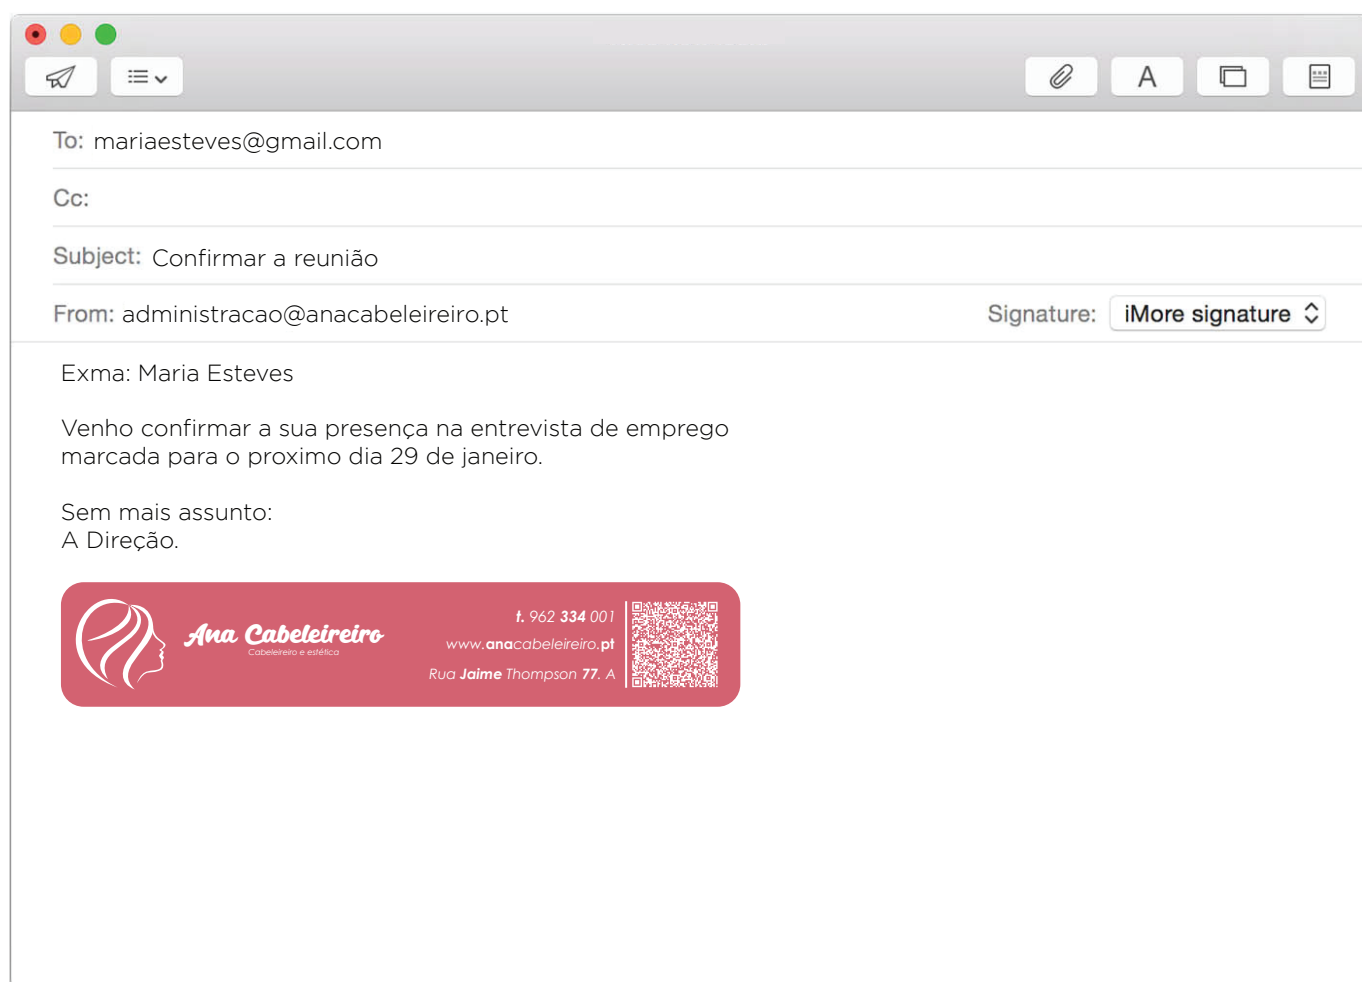 A
To: mariaesteves@gmail.com
Cc:
Subject: Confirmar a reunião
From: administracao@anacabeleireiro.pt Signature: iMore signature
Exma: Maria Esteves
Venho confirmar a sua presença na entrevista de emprego
marcada para o proximo dia 29 de janeiro.
Sem mais assunto:
A Direção.
Ana Cabeleireiro
Cabeleireiro e estética
t. 962 334 001
www.anacabeleireiro.pt
Rua Jaime Thompson 77. A